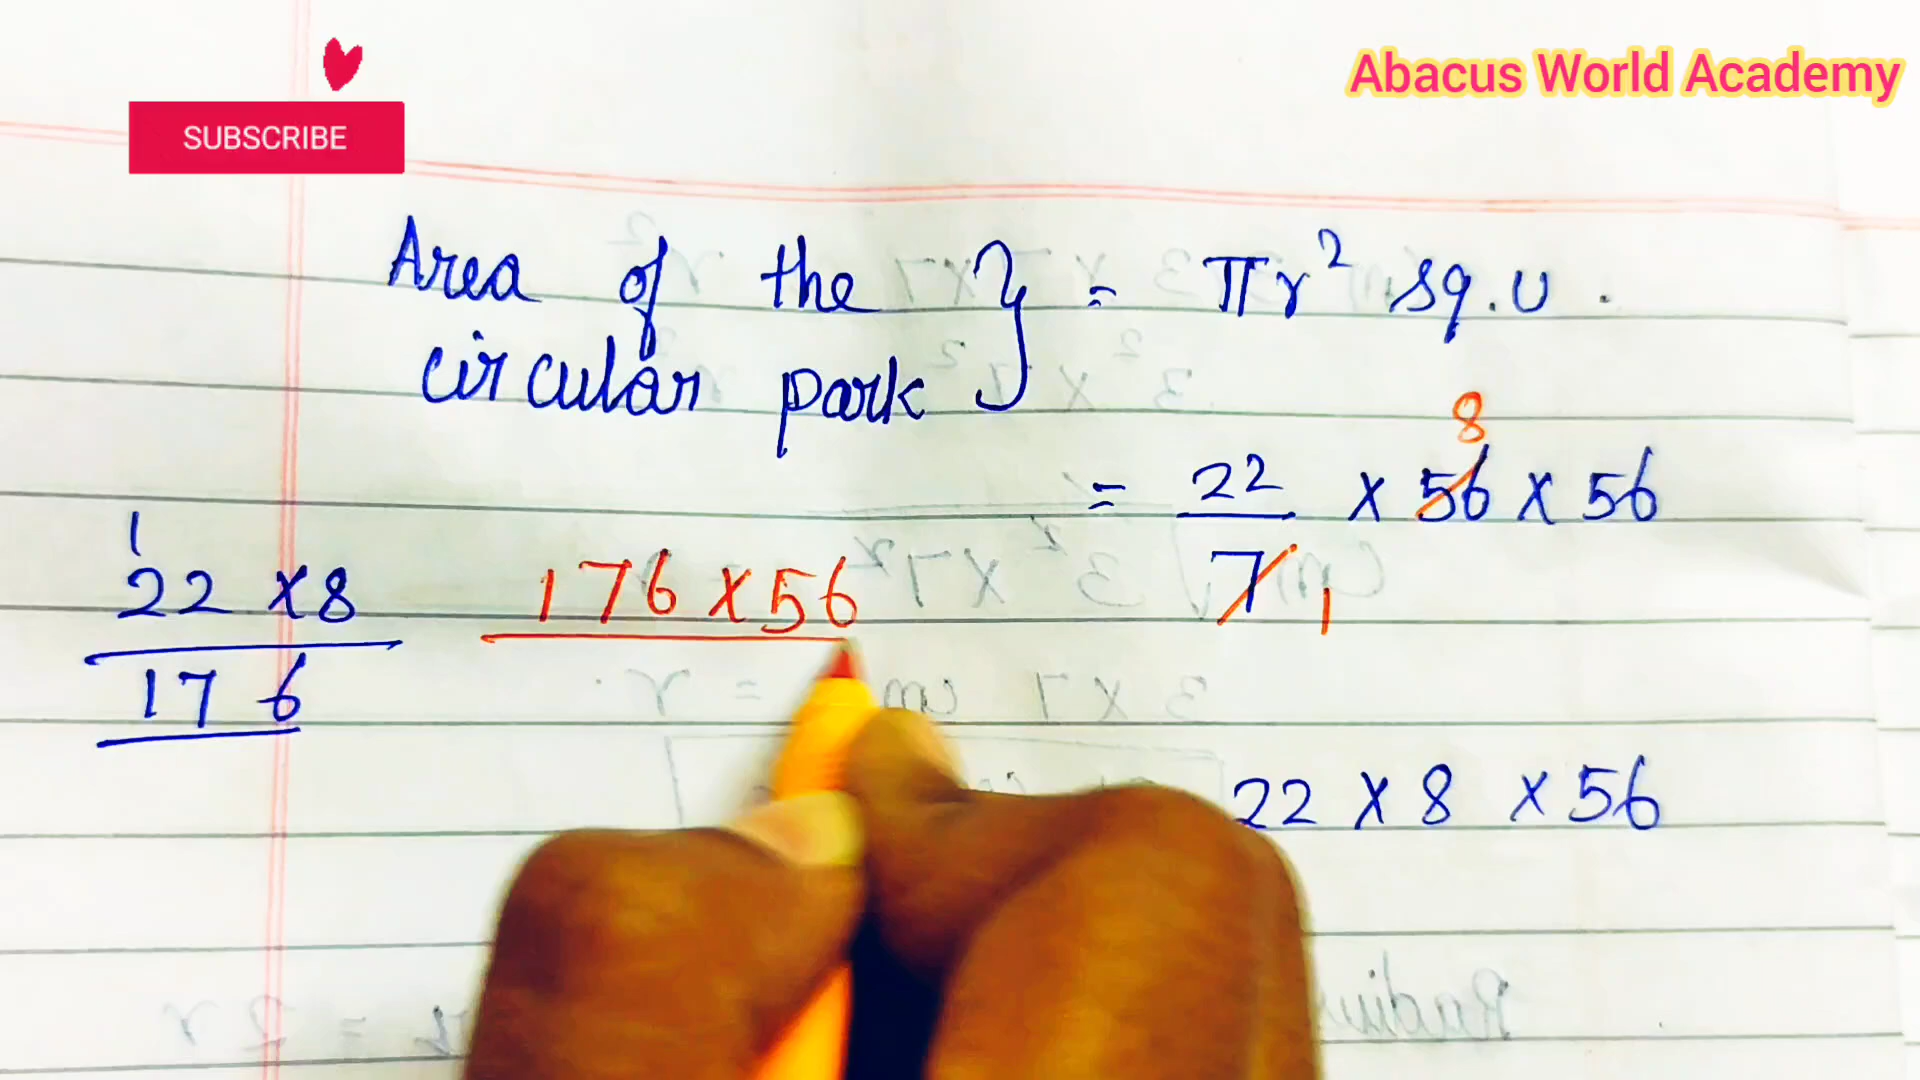 SUBSCRIBE
Abacus World Academy
Area of the } = πr² sq.u.
circular park
= 22/7 × 56 × 56
8
1
1
22 × 8
176
176 × 56
22 × 8 × 56